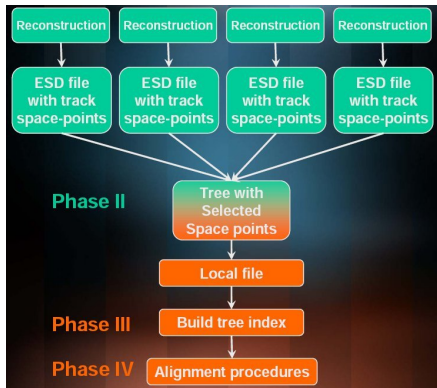 Reconstruction Reconstruction Reconstruction Reconstruction
ESD file ESD file ESD file ESD file
with track with track with track with track
space-points space-points space-points space-points
Phase II
Tree with
Selected
Space points
Local file
Phase III
Build tree index
Phase IV
Alignment procedures